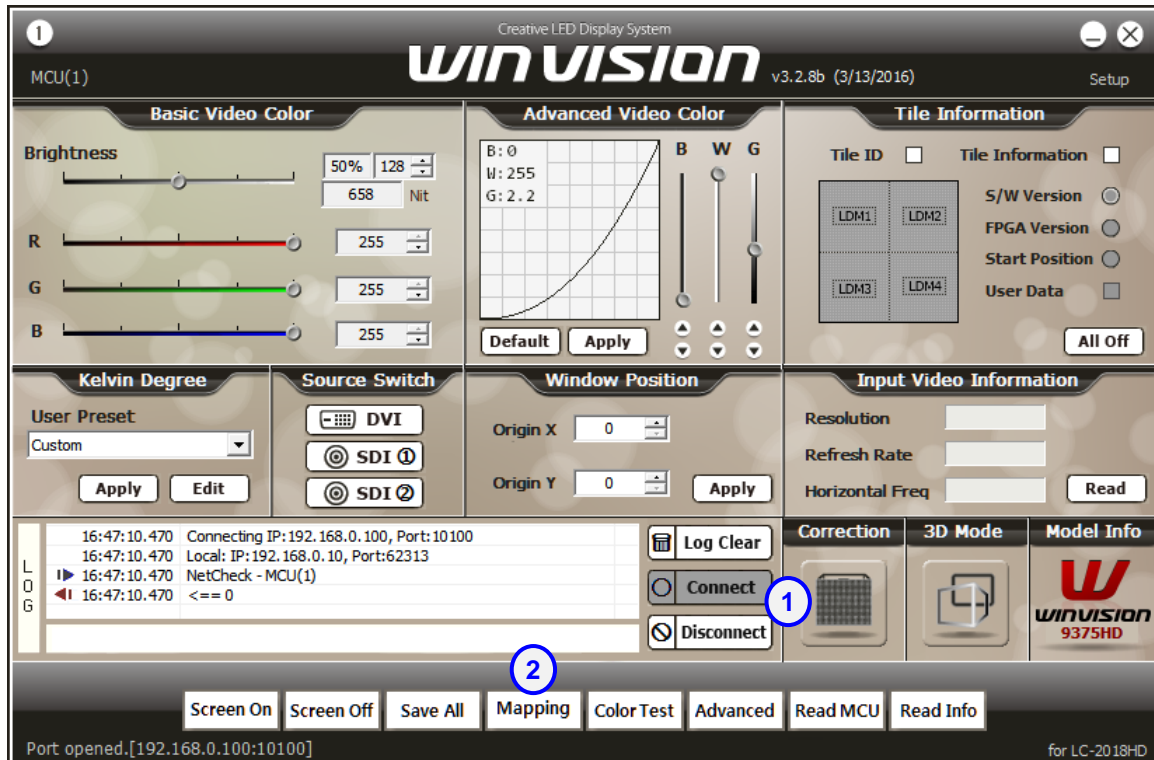 1
Creative LED Display System
WINVISION v3.2.8b (3/13/2016)
MCU(1)
Setup
Basic Video Color
Brightness
50% 128
658 Nit
R 255
G 255
B 255
Advanced Video Color
B:0
W:255
G:2.2
B W G
Default Apply
Tile Information
Tile ID Tile Information
LDM1 LDM2
LDM3 LDM4
S/W Version
FPGA Version
Start Position
User Data
All Off
Kelvin Degree
User Preset
Custom
Apply Edit
Source Switch
DVI
SDI 1
SDI 2
Window Position
Origin X 0
Origin Y 0
Apply
Input Video Information
Resolution
Refresh Rate
Horizontal Freq
Read
LOG
16:47:10.470 Connecting IP:192.168.0.100, Port:10100
16:47:10.470 Local: IP:192.168.0.10, Port:62313
16:47:10.470 NetCheck - MCU(1)
16:47:10.470 <== 0
Log Clear
Connect
Disconnect
1
Correction
3D Mode
Model Info
WINVISION
9375HD
2
Screen On Screen Off Save All Mapping Color Test Advanced Read MCU Read Info
Port opened.[192.168.0.100:10100]
for LC-2018HD